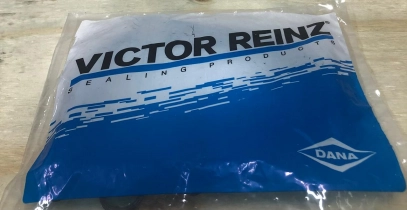 VICTOR REINZ
SEALING PRODUCTS
DANA